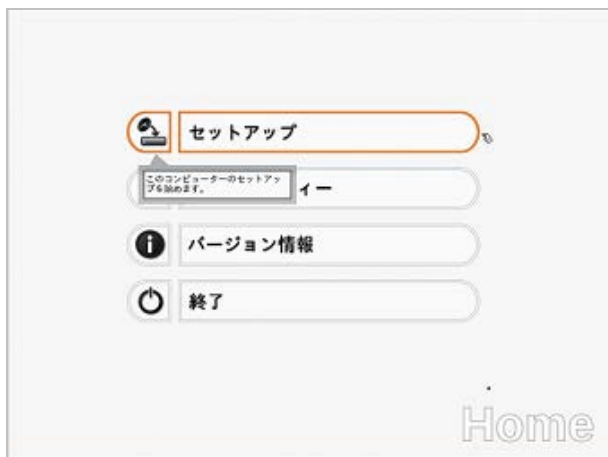 セットアップ
このコンピューターのセットアッ
プを始めます。
ィー
バージョン情報
終了
Home